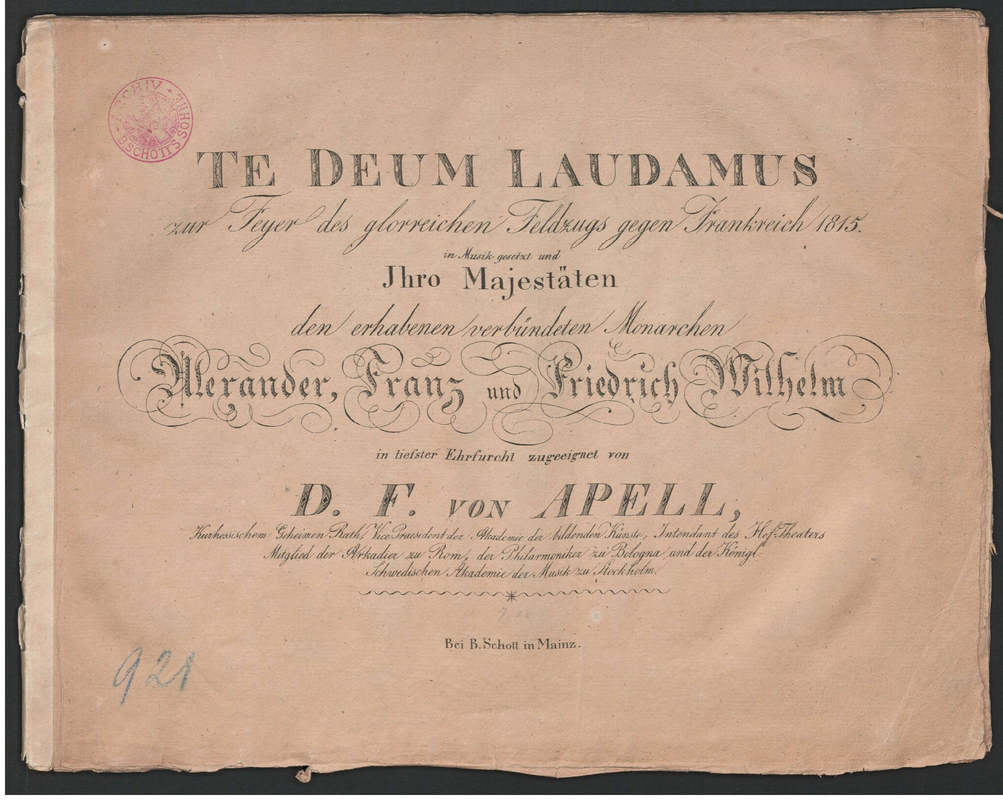 ARCHIV
B SCHOTT'S SÖHNE
TE DEUM LAUDAMUS
zur Feyer des glorreichen Feldzugs gegen Frankreich 1815.
in Musik gesetzt und
Jhro Majestäten
den erhabenen verbündeten Monarchen
Alexander, Franz und Friedrich Wilhelm
in tiefster Ehrfurcht zugeeignet von
D. F. VON APELL,
Kurhessischem Geheimen Rath, Vice Praesident der Akademie der bildenden Künste, Intendant des Hof-Theaters
Mitglied der Arkadier zu Rom, der Philarmoniker zu Bologna und der Königl.
Schwedischen Akademie der Musik zu Stockholm.
Bei B. Schott in Mainz.
921